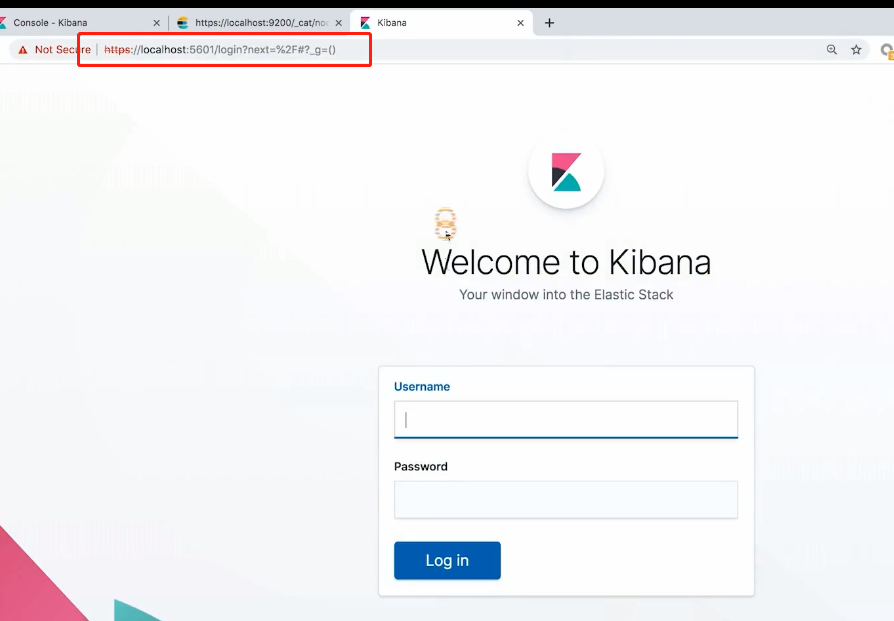 Console - Kibana
https://localhost:9200/_cat/no
Kibana
Not Secure
https://localhost:5601/login?next=%2F#?_g=()
Welcome to Kibana
Your window into the Elastic Stack
Username
Password
Log in